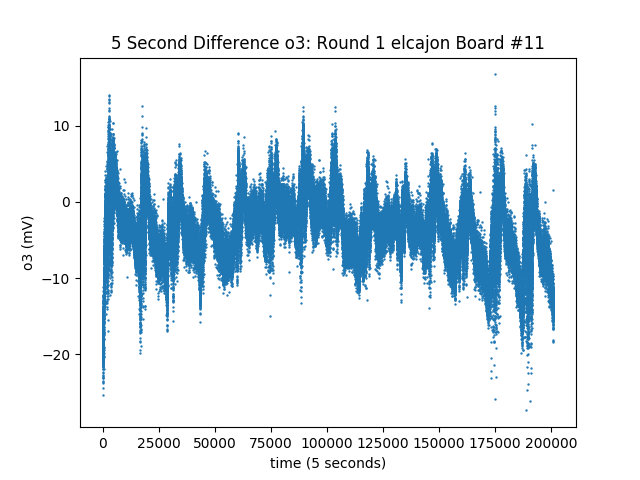 5 Second Difference o3: Round 1 elcajon Board #11
10
0
−10
−20
o3 (mV)
0 25000 50000 75000 100000 125000 150000 175000 200000
time (5 seconds)